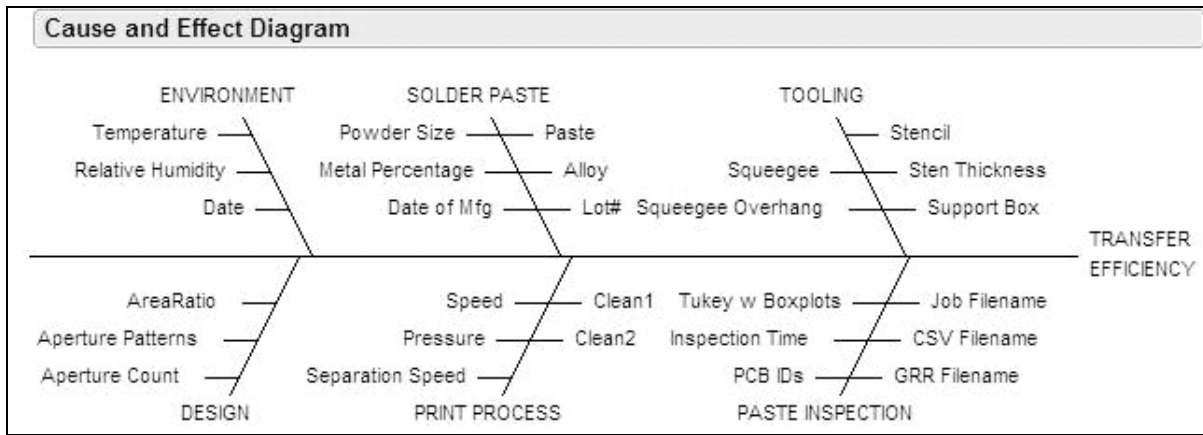 Cause and Effect Diagram
ENVIRONMENT SOLDER PASTE TOOLING
Temperature Powder Size Paste Stencil
Relative Humidity Metal Percentage Alloy Squeegee Sten Thickness
Date Date of Mfg Lot# Squeegee Overhang Support Box
TRANSFER
EFFICIENCY
AreaRatio Speed Clean1 Tukey w Boxplots Job Filename
Aperture Patterns Pressure Clean2 Inspection Time CSV Filename
Aperture Count Separation Speed PCB IDs GRR Filename
DESIGN PRINT PROCESS PASTE INSPECTION